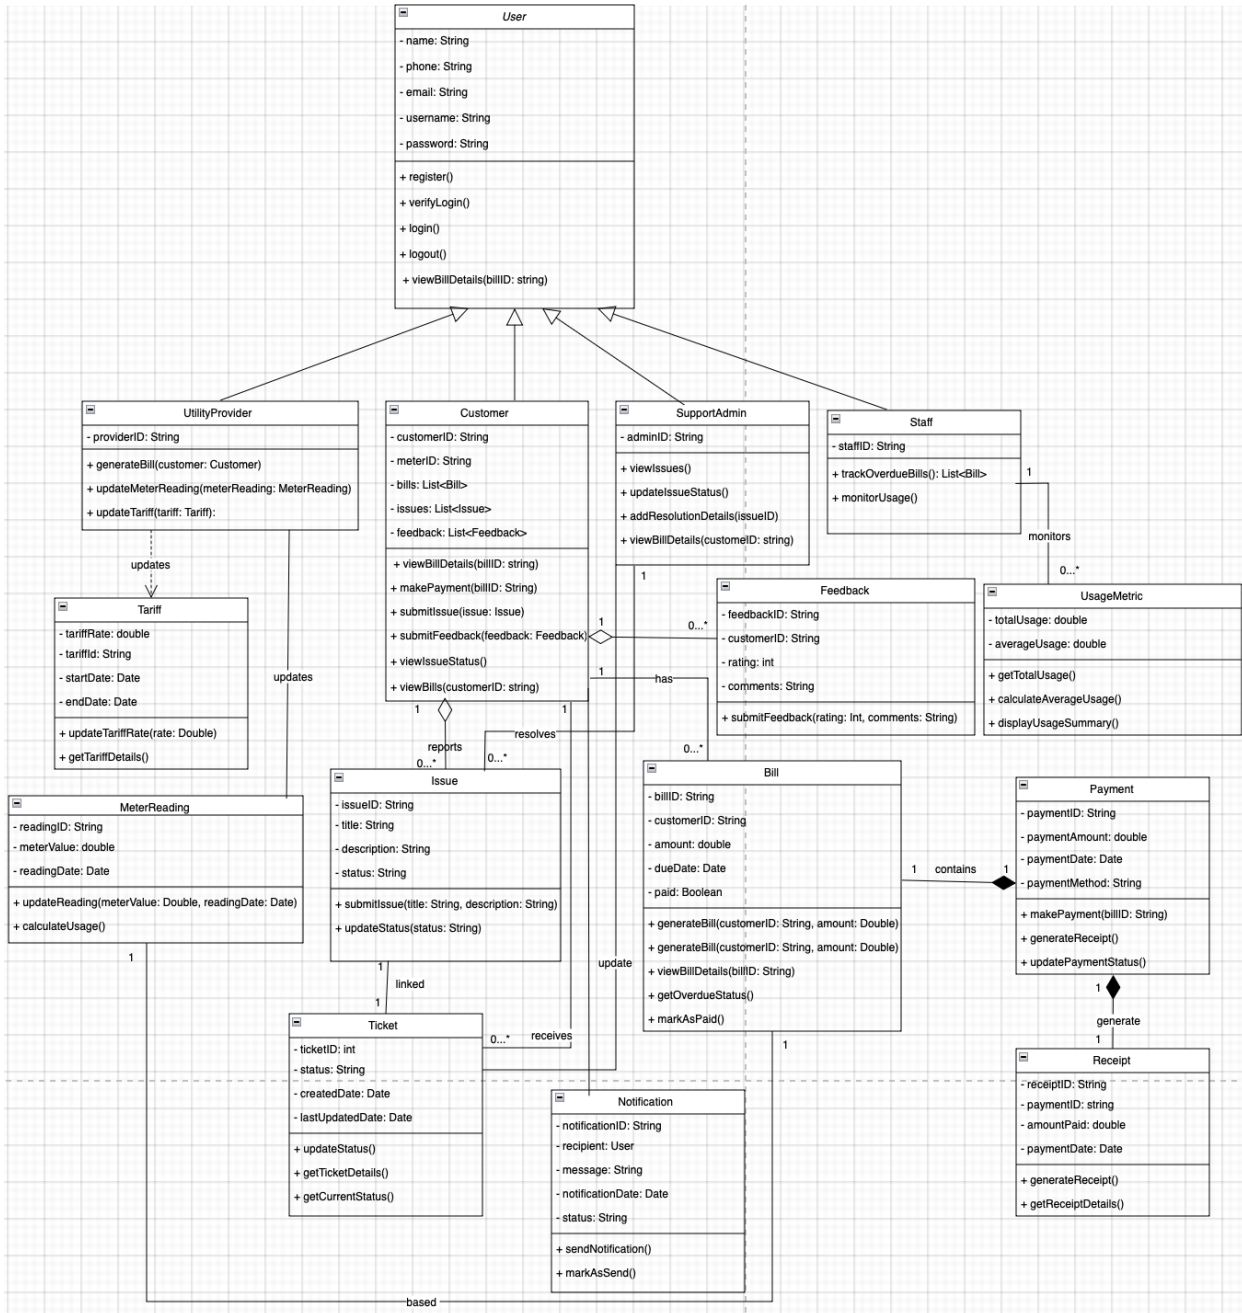 User
- name: String
- phone: String
- email: String
- username: String
- password: String
+ register()
+ verifyLogin()
+ login()
+ logout()
+ viewBillDetails(billID: string)
UtilityProvider
- providerID: String
+ generateBill(customer: Customer)
+ updateMeterReading(meterReading: MeterReading)
+ updateTariff(tariff: Tariff):
Customer
- customerID: String
- meterID: String
- bills: List<Bill>
- issues: List<Issue>
- feedback: List<Feedback>
+ viewBillDetails(billID: string)
+ makePayment(billID: String)
+ submitIssue(issue: Issue)
+ submitFeedback(feedback: Feedback)
+ viewIssueStatus()
+ viewBills(customerID: string)
SupportAdmin
- adminID: String
+ viewIssues()
+ updateIssueStatus()
+ addResolutionDetails(issueID)
+ viewBillDetails(customeID: string)
Staff
- staffID: String
+ trackOverdueBills(): List<Bill>
+ monitorUsage()
1
monitors
0...*
updates
Tariff
- tariffRate: double
- tariffId: String
- startDate: Date
- endDate: Date
+ updateTariffRate(rate: Double)
+ getTariffDetails()
updates
1
0...*
1
Feedback
- feedbackID: String
- customerID: String
- rating: int
- comments: String
+ submitFeedback(rating: Int, comments: String)
UsageMetric
- totalUsage: double
- averageUsage: double
+ getTotalUsage()
+ calculateAverageUsage()
+ displayUsageSummary()
1
has
0...*
1
reports
0...*
1
resolves
0...*
MeterReading
- readingID: String
- meterValue: double
- readingDate: Date
+ updateReading(meterValue: Double, readingDate: Date)
+ calculateUsage()
1
Issue
- issueID: String
- title: String
- description: String
- status: String
+ submitIssue(title: String, description: String)
+ updateStatus(status: String)
Bill
- billID: String
- customerID: String
- amount: double
- dueDate: Date
- paid: Boolean
+ generateBill(customerID: String, amount: Double)
+ generateBill(customerID: String, amount: Double)
+ viewBillDetails(billID: String)
+ getOverdueStatus()
+ markAsPaid()
1
1
contains
1
Payment
- paymentID: String
- paymentAmount: double
- paymentDate: Date
- paymentMethod: String
+ makePayment(billID: String)
+ generateReceipt()
+ updatePaymentStatus()
1
generate
1
1
linked
1
update
0...*
receives
Ticket
- ticketID: int
- status: String
- createdDate: Date
- lastUpdatedDate: Date
+ updateStatus()
+ getTicketDetails()
+ getCurrentStatus()
Notification
- notificationID: String
- recipient: User
- message: String
- notificationDate: Date
- status: String
+ sendNotification()
+ markAsSend()
Receipt
- receiptID: String
- paymentID: string
- amountPaid: double
- paymentDate: Date
+ generateReceipt()
+ getReceiptDetails()
based